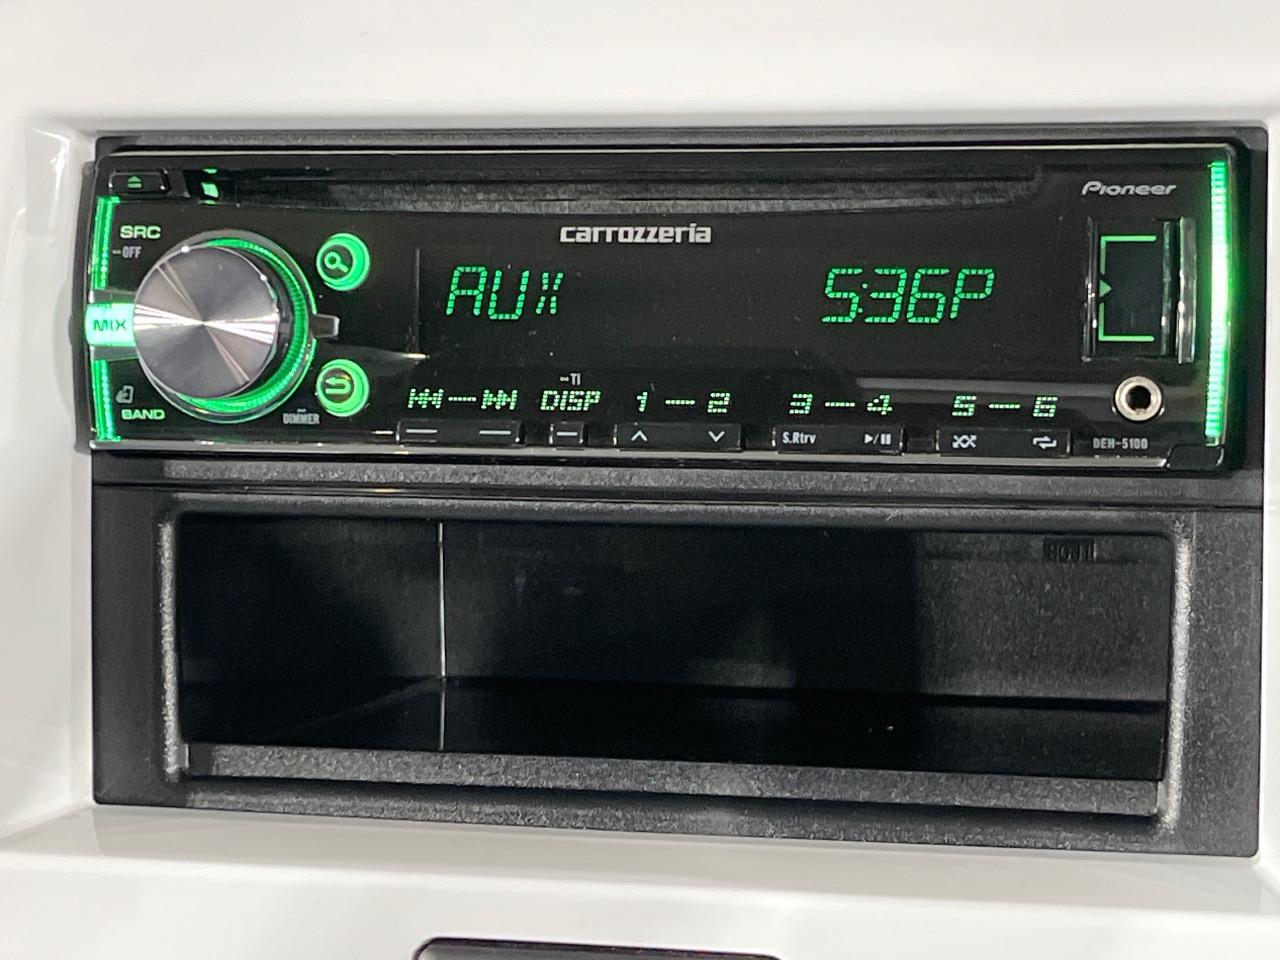 Pioneer
SRC
OFF
carrozzeria
MIX
AUX 5:36P
TI
DISP 1 2 3 4 5 6
BAND
DIMMER
S.Rtrv
DEH-5100